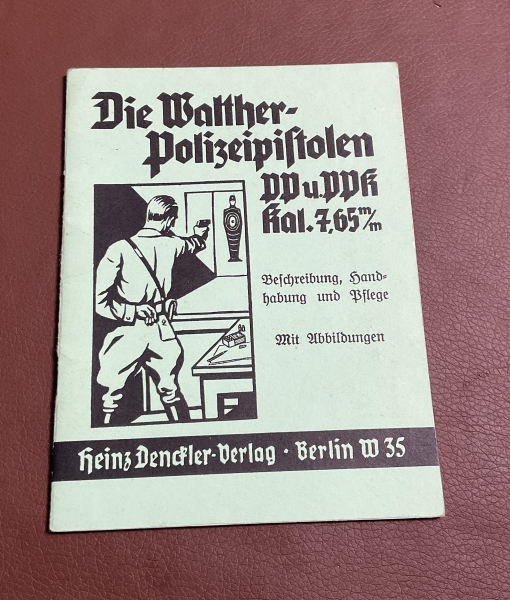 Die Walther-
Polizeipistolen
PP u. PPK
Kal. 7,65 m/m
Beschreibung, Hand-
habung und Pflege
Mit Abbildungen
Heinz Denckler-Verlag · Berlin W 35